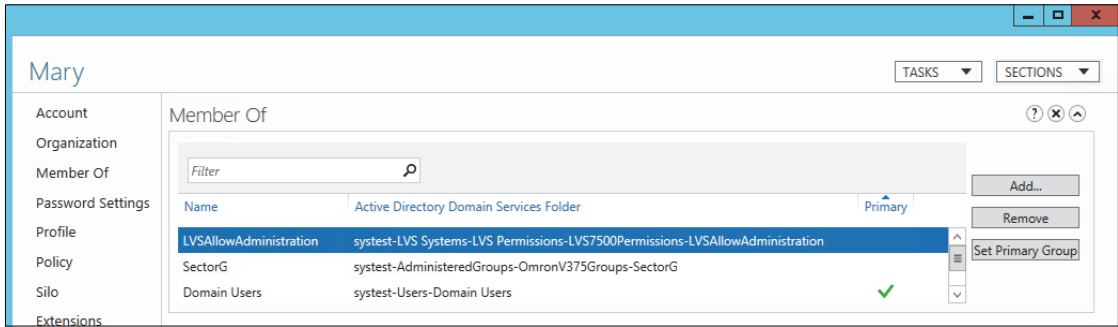 Mary
TASKS
SECTIONS
Account
Organization
Member Of
Password Settings
Profile
Policy
Silo
Extensions
Member Of
Filter
Name Active Directory Domain Services Folder Primary
LVSAllowAdministration systest-LVS Systems-LVS Permissions-LVS7500Permissions-LVSAllowAdministration
SectorG systest-AdministeredGroups-OmronV375Groups-SectorG
Domain Users systest-Users-Domain Users
Add...
Remove
Set Primary Group